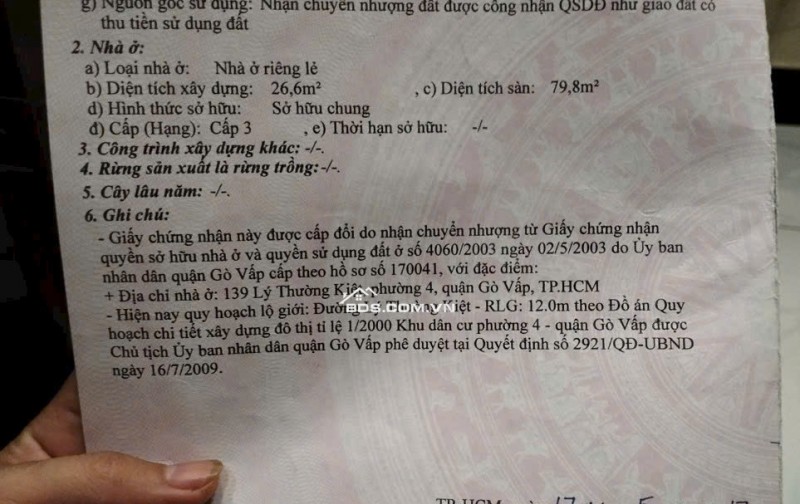 g) Nguồn gốc sử dụng: Nhận chuyển nhượng đất được công nhận QSDĐ như giao đất có
thu tiền sử dụng đất
2. Nhà ở:
a) Loại nhà ở: Nhà ở riêng lẻ
b) Diện tích xây dựng: 26,6m² , c) Diện tích sàn: 79,8m²
d) Hình thức sở hữu: Sở hữu chung
đ) Cấp (Hạng): Cấp 3 , e) Thời hạn sở hữu: -/-
3. Công trình xây dựng khác: -/-.
4. Rừng sản xuất là rừng trồng:-/-.
5. Cây lâu năm: -/-.
6. Ghi chú:
- Giấy chứng nhận này được cấp đổi do nhận chuyển nhượng từ Giấy chứng nhận
quyền sở hữu nhà ở và quyền sử dụng đất ở số 4060/2003 ngày 02/5/2003 do Ủy ban
nhân dân quận Gò Vấp cấp theo hồ sơ số 170041, với đặc điểm:
+ Địa chỉ nhà ở: 139 Lý Thường Kiệt, phường 4, quận Gò Vấp, TP.HCM
- Hiện nay quy hoạch lộ giới: Đường Thường Kiệt - RLG: 12.0m theo Đồ án Quy
BDS.COM.VN
hoạch chi tiết xây dựng đô thị tỉ lệ 1/2000 Khu dân cư phường 4 - quận Gò Vấp được
Chủ tịch Ủy ban nhân dân quận Gò Vấp phê duyệt tại Quyết định số 2921/QĐ-UBND
ngày 16/7/2009.
TP.HCM 17